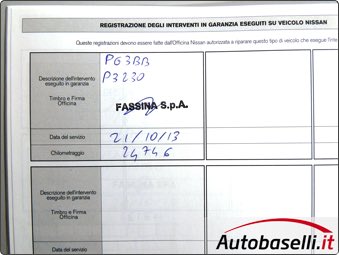 REGISTRAZIONE DEGLI INTERVENTI IN GARANZIA ESEGUITI SU VEICOLO NISSAN
Queste registrazioni devono essere fatte dall'Officina Nissan autorizzata a riparare questo tipo di veicolo che esegue l'inte
PG3BB
P3230
Descrizione dell'intervento
eseguito in garanzia
Timbro e Firma
Officina
FASSINA S.p.A.
Data del servizio
21/10/13
Chilometraggio
24746
Descrizione dell'intervento
eseguito in garanzia
Timbro e Firma
Officina
Data del servizio
Chilometraggio
Autobaselli.it